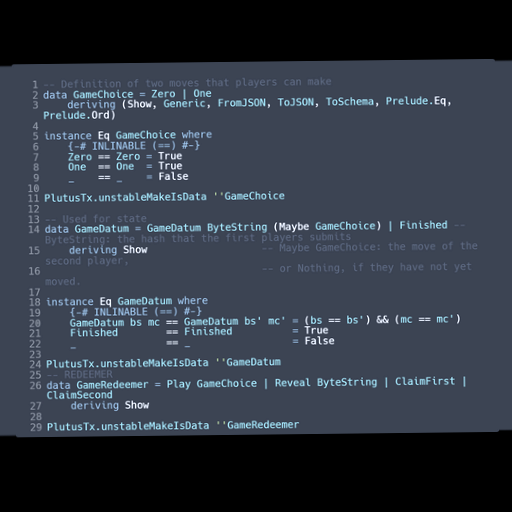 1 -- Definition of two moves that players can make
2 data GameChoice = Zero | One
3     deriving (Show, Generic, FromJSON, ToJSON, ToSchema, Prelude.Eq,
Prelude.Ord)
4
5 instance Eq GameChoice where
6     {-# INLINABLE (==) #-}
7     Zero == Zero = True
8     One  == One  = True
9     _    == _    = False
10
11 PlutusTx.unstableMakeIsData ''GameChoice
12
13 -- Used for state
14 data GameDatum = GameDatum ByteString (Maybe GameChoice) | Finished --
ByteString: the hash that the first players submits
15     deriving Show                   -- Maybe GameChoice: the move of the
second player,
16                                     -- or Nothing, if they have not yet
moved.
17
18 instance Eq GameDatum where
19     {-# INLINABLE (==) #-}
20     GameDatum bs mc == GameDatum bs' mc' = (bs == bs') && (mc == mc')
21     Finished        == Finished          = True
22     _               == _                 = False
23
24 PlutusTx.unstableMakeIsData ''GameDatum
25 -- REDEEMER
26 data GameRedeemer = Play GameChoice | Reveal ByteString | ClaimFirst |
ClaimSecond
27     deriving Show
28
29 PlutusTx.unstableMakeIsData ''GameRedeemer